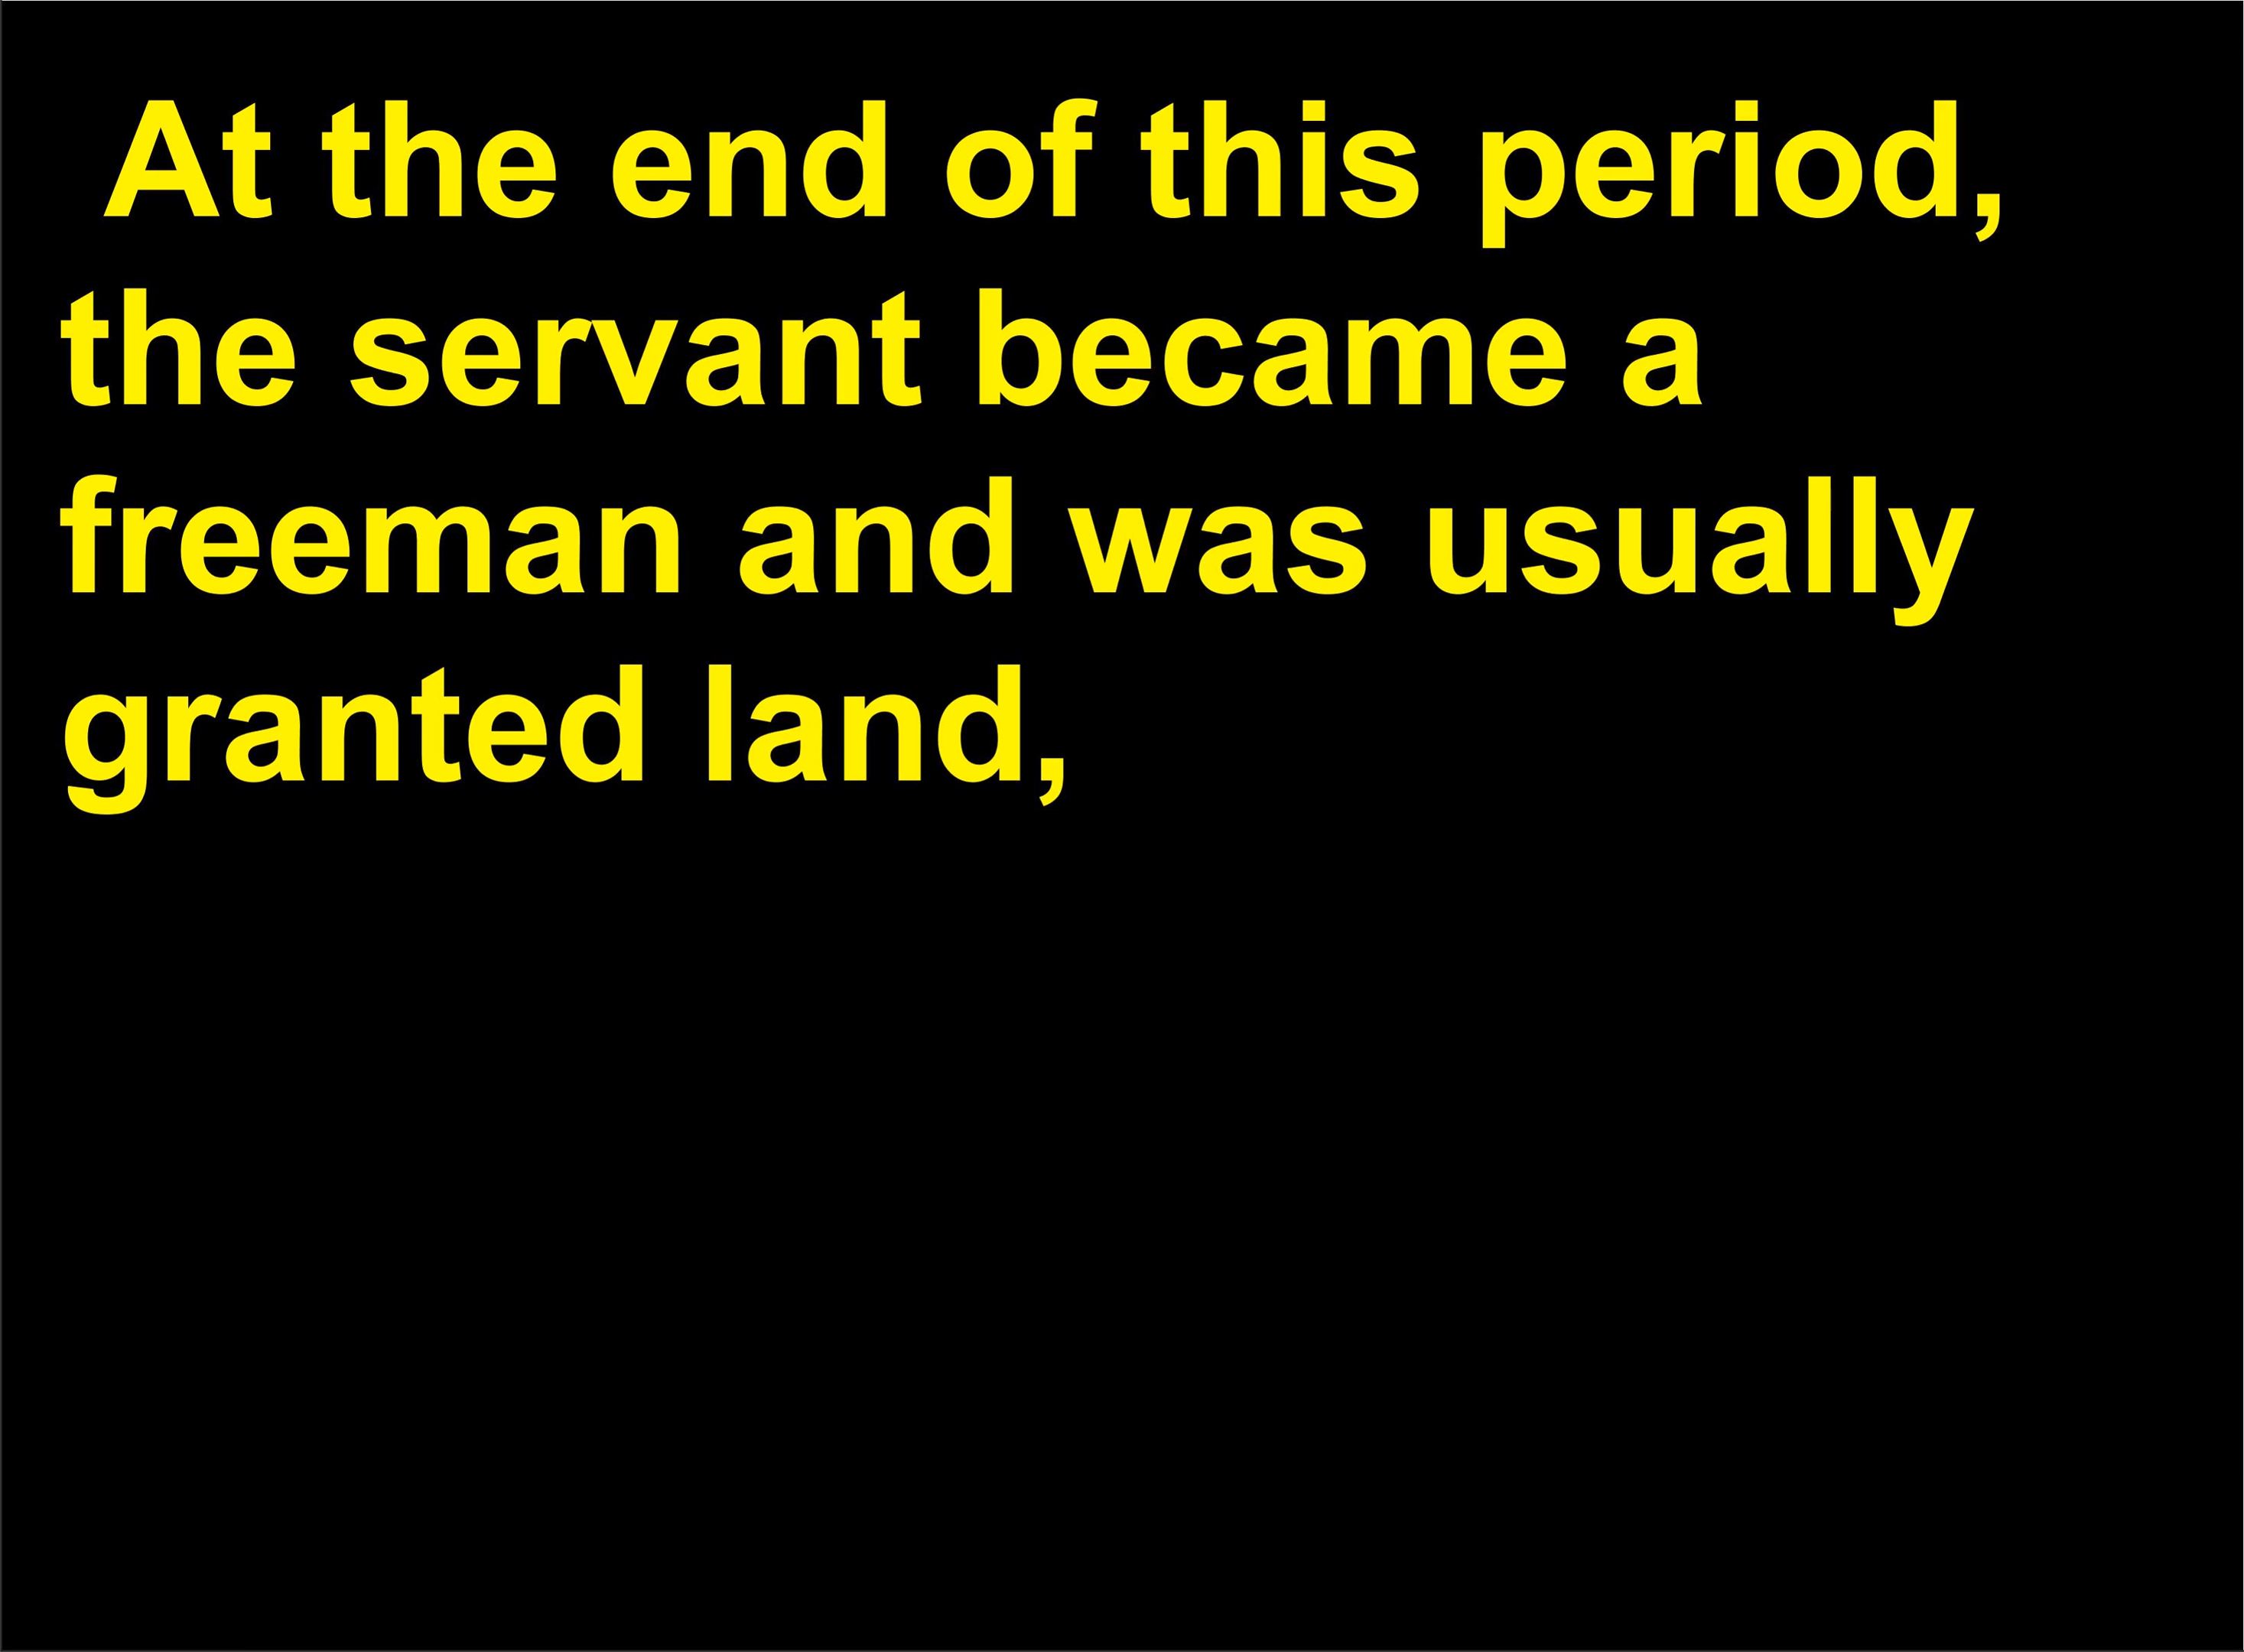 At the end of this period,
the servant became a
freeman and was usually
granted land,